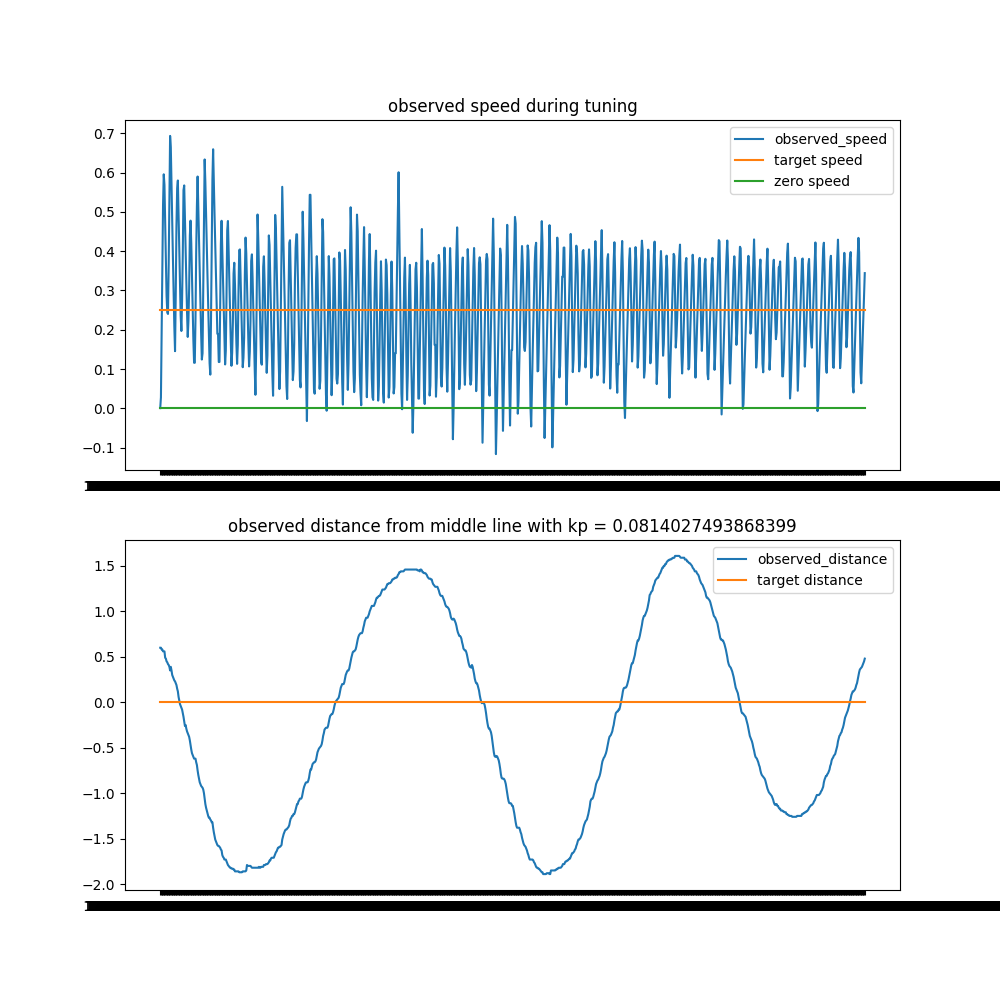 observed speed during tuning
0.7
0.6
0.5
0.4
0.3
0.2
0.1
0.0
−0.1
observed_speed
target speed
zero speed
observed distance from middle line with kp = 0.0814027493868399
1.5
1.0
0.5
0.0
−0.5
−1.0
−1.5
−2.0
observed_distance
target distance